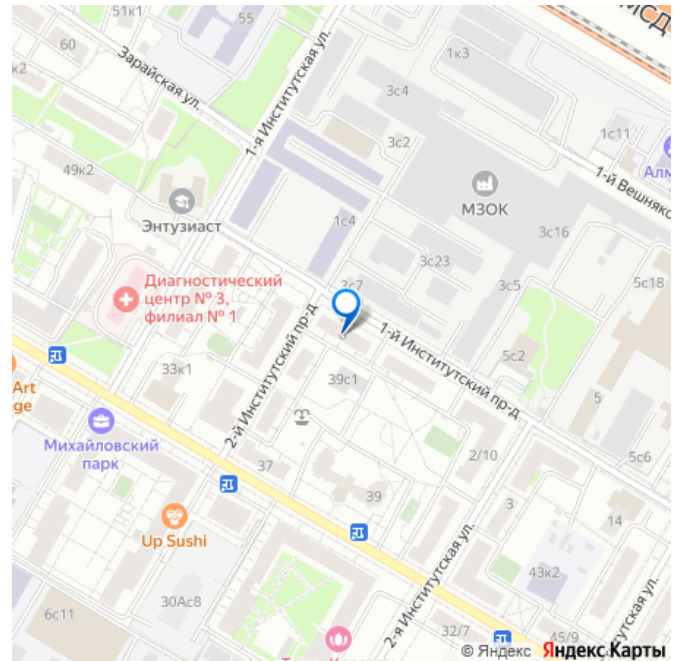 51к1
55
МСД
60
Зарайская ул.
1к3
к2
3с4
1-я Институтская ул.
3с2
1с11
49к2
1-й Вешняко
МЗОК
Энтузиаст
1с4
3с16
3с23
Диагностический
центр № 3,
филиал № 1
3с7
3с5
5с18
1-й Институтский пр-д
2-й Институтский пр-д
5с2
33к1
39с1
Art
ge
5
Михайловский
парк
37
2/10
5с6
39
3
14
Up Sushi
43к2
30Ас8
2-я Институтская ул.
6с11
32/7
45/9
© Яндекс
Яндекс Карты